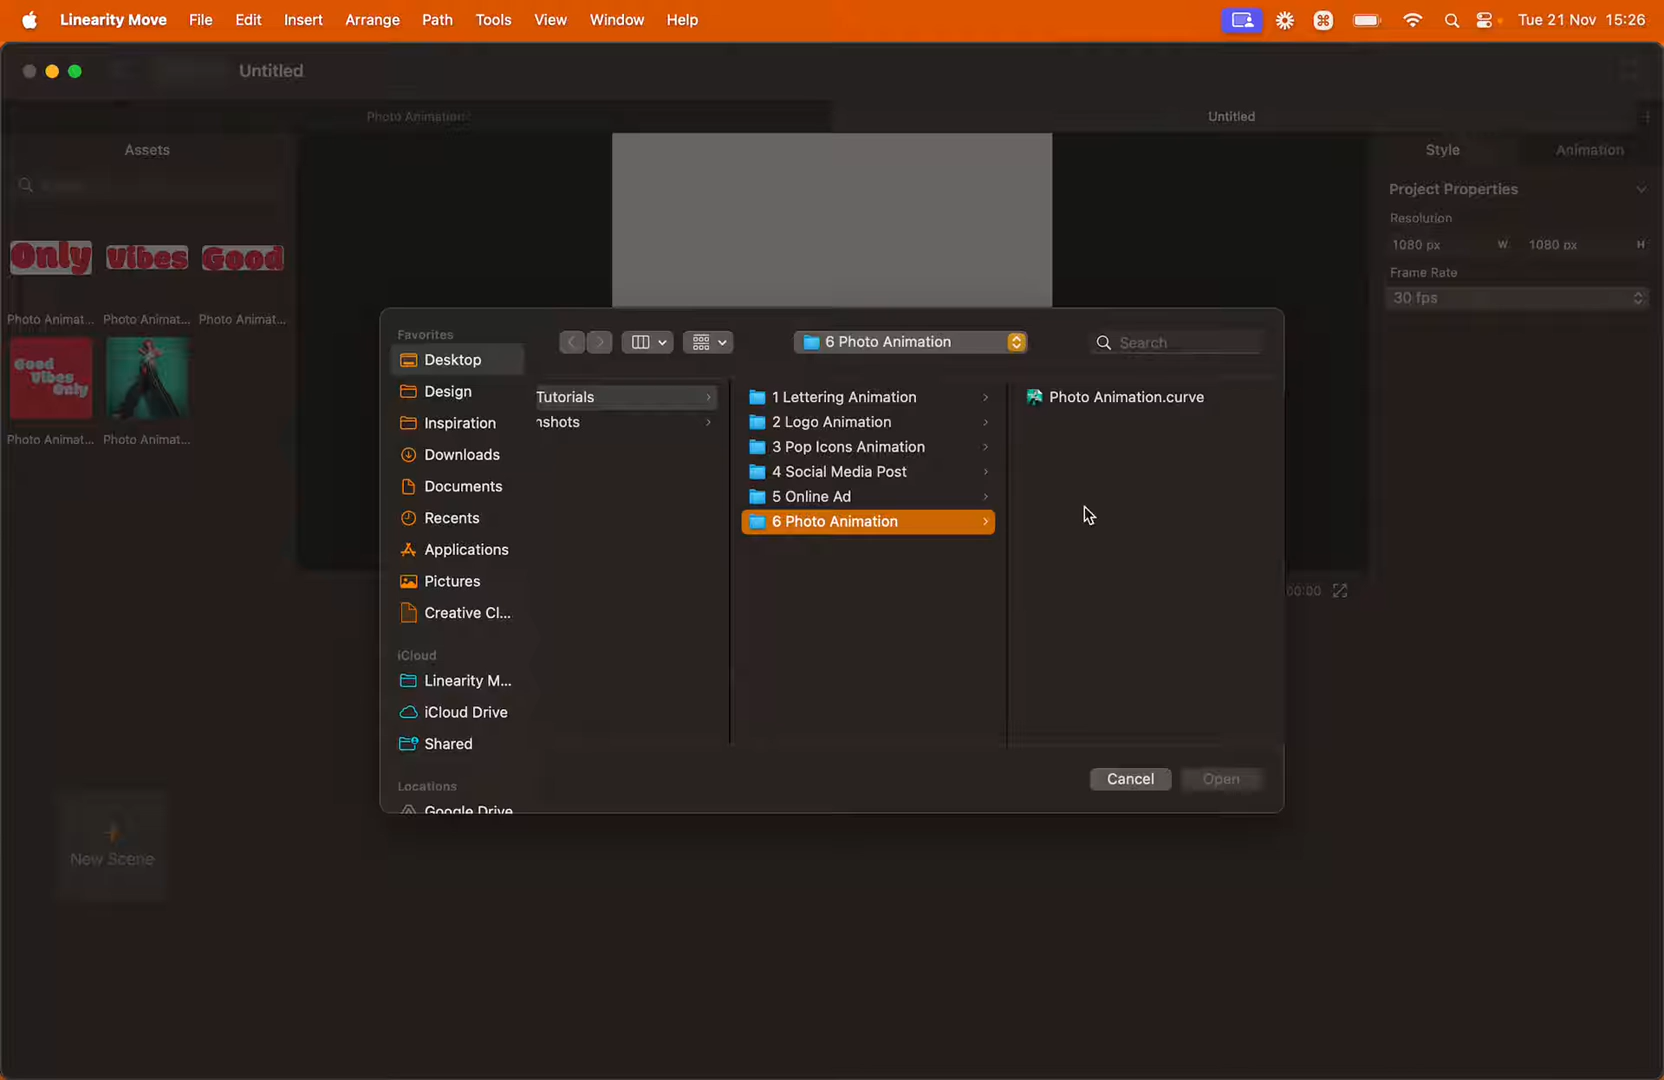 Linearity Move File Edit Insert Arrange Path Tools View Window Help Tue 21 Nov 15:26
Untitled
Photo Animation
Untitled
Assets
Only
Vibes
Good
Photo Animat...
Photo Animat...
Photo Animat...
Good
Vibes
Only
Photo Animat...
Photo Animat...
New Scene
Favorites
Desktop
Design
Inspiration
Downloads
Documents
Recents
Applications
Pictures
Creative Cl...
iCloud
Linearity M...
iCloud Drive
Shared
Locations
Google Drive
6 Photo Animation
Search
Tutorials
nshots
1 Lettering Animation
2 Logo Animation
3 Pop Icons Animation
4 Social Media Post
5 Online Ad
6 Photo Animation
Photo Animation.curve
Cancel
Open
00:00
Style
Animation
Project Properties
Resolution
1080 px W 1080 px H
Frame Rate
30 fps